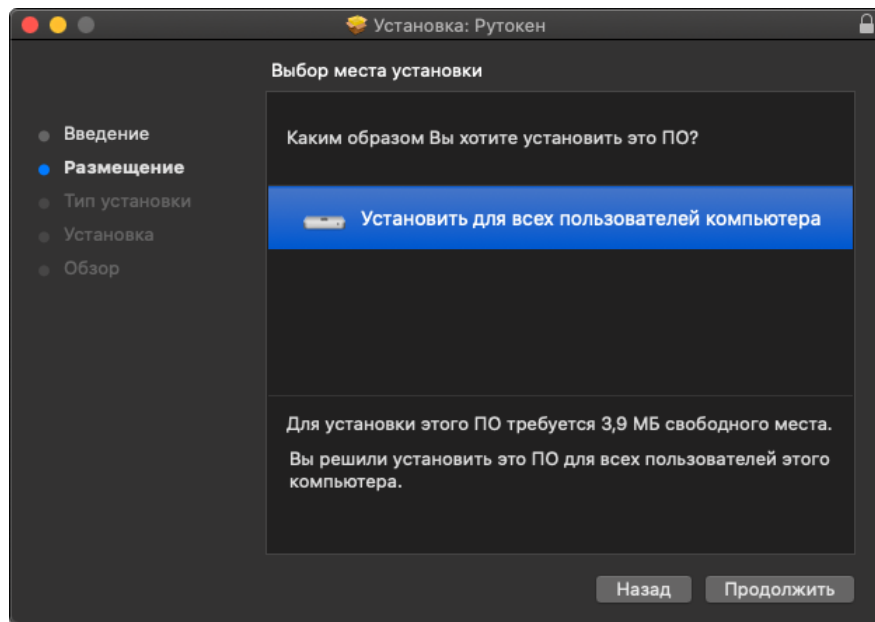 Установка: Рутокен
Выбор места установки
Введение
Размещение
Тип установки
Установка
Обзор
Каким образом Вы хотите установить это ПО?
Установить для всех пользователей компьютера
Для установки этого ПО требуется 3,9 МБ свободного места.
Вы решили установить это ПО для всех пользователей этого
компьютера.
Назад
Продолжить